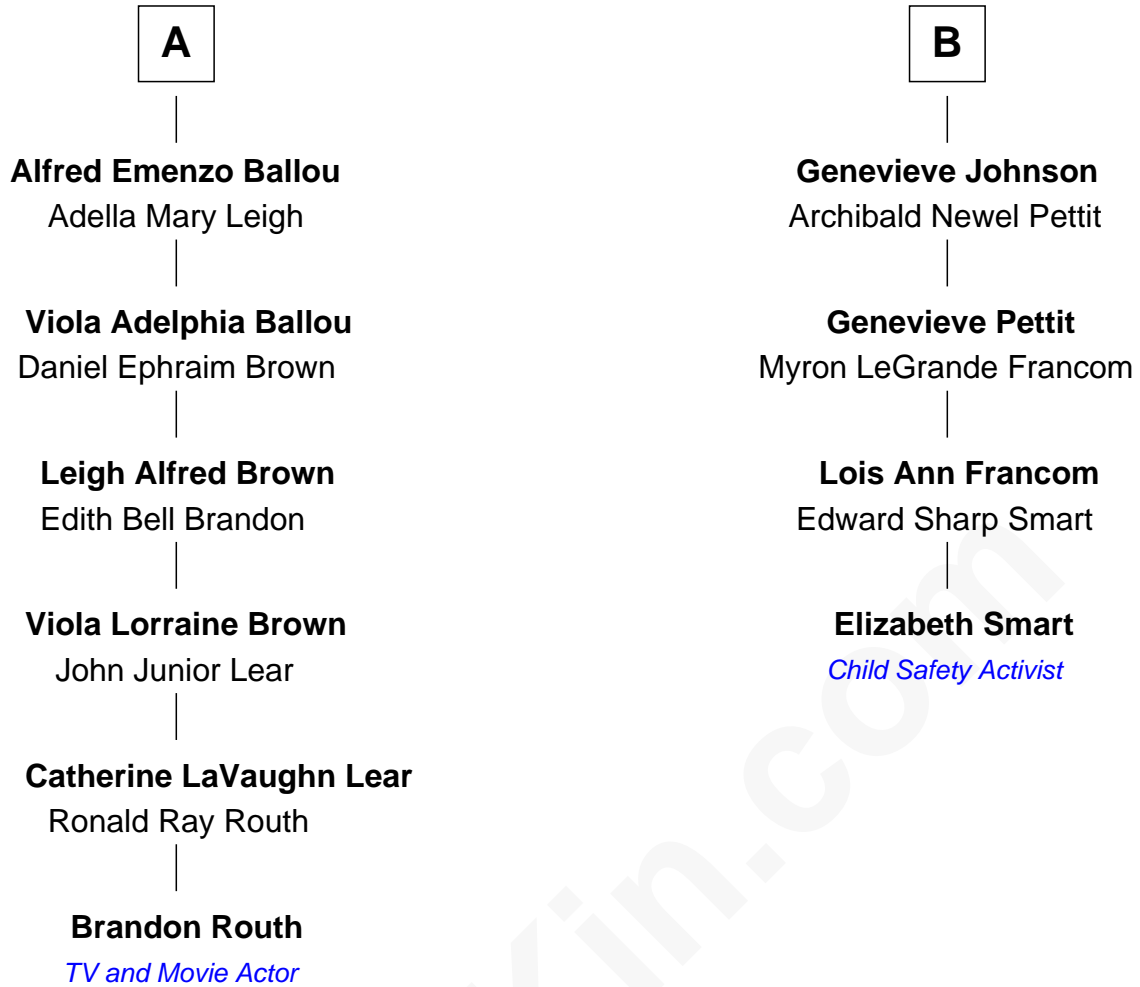 A
Alfred Emenzo Ballou
Adella Mary Leigh
Viola Adelphia Ballou
Daniel Ephraim Brown
Leigh Alfred Brown
Edith Bell Brandon
Viola Lorraine Brown
John Junior Lear
Catherine LaVaughn Lear
Ronald Ray Routh
Brandon Routh
TV and Movie Actor
B
Genevieve Johnson
Archibald Newel Pettit
Genevieve Pettit
Myron LeGrande Francom
Lois Ann Francom
Edward Sharp Smart
Elizabeth Smart
Child Safety Activist
Kin.com